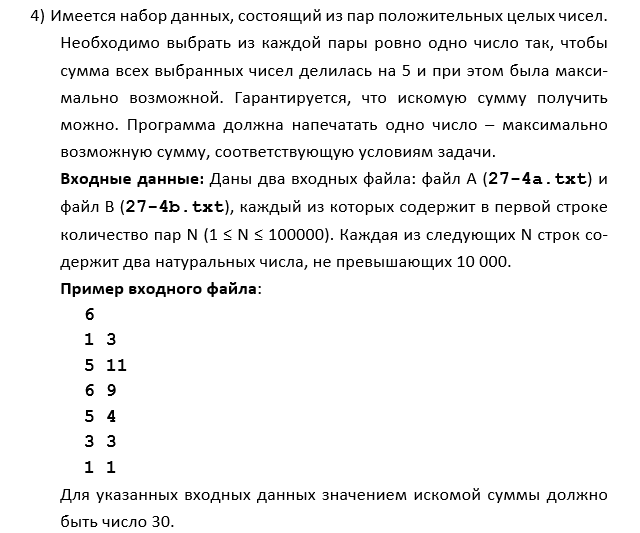 4) Имеется набор данных, состоящий из пар положительных целых чисел.
Необходимо выбрать из каждой пары ровно одно число так, чтобы
сумма всех выбранных чисел делилась на 5 и при этом была макси-
мально возможной. Гарантируется, что искомую сумму получить
можно. Программа должна напечатать одно число – максимально
возможную сумму, соответствующую условиям задачи.
Входные данные: Даны два входных файла: файл A (27-4a.txt) и
файл B (27-4b.txt), каждый из которых содержит в первой строке
количество пар N (1 ≤ N ≤ 100000). Каждая из следующих N строк со-
держит два натуральных числа, не превышающих 10 000.
Пример входного файла:
6
1 3
5 11
6 9
5 4
3 3
1 1
Для указанных входных данных значением искомой суммы должно
быть число 30.